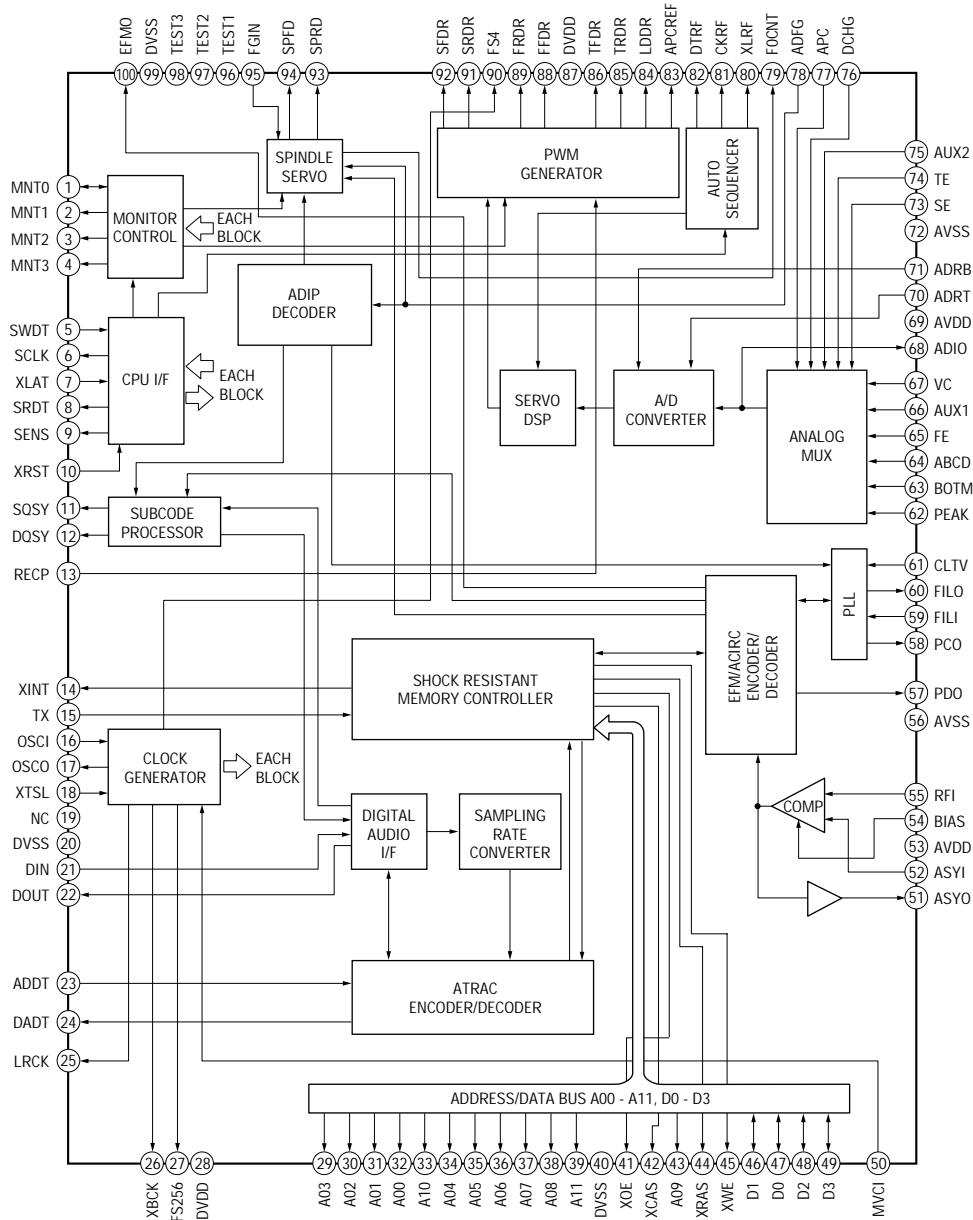 EFMO
DVSS
TEST3
TEST2
TEST1
FGIN
SPFD
SPRD
SFDR
SRDR
FS4
FRDR
FFDR
DVDD
TFDR
TRDR
LDDR
APCREF
DTRF
CKRF
XLRF
FOCNT
ADFG
APC
DCHG
100 99 98 97 96 95 94 93 92 91 90 89 88 87 86 85 84 83 82 81 80 79 78 77 76
MNT0 1
MNT1 2
MNT2 3
MNT3 4
SWDT 5
SCLK 6
XLAT 7
SRDT 8
SENS 9
XRST 10
SQSY 11
DQSY 12
RECP 13
XINT 14
TX 15
OSCI 16
OSCO 17
XTSL 18
NC 19
DVSS 20
DIN 21
DOUT 22
ADDT 23
DADT 24
LRCK 25
MONITOR
CONTROL
EACH
BLOCK
SPINDLE
SERVO
PWM
GENERATOR
AUTO
SEQUENCER
ADIP
DECODER
CPU I/F
EACH
BLOCK
SERVO
DSP
A/D
CONVERTER
ANALOG
MUX
SUBCODE
PROCESSOR
PLL
EFM/ACIRC
ENCODER/
DECODER
SHOCK RESISTANT
MEMORY CONTROLLER
CLOCK
GENERATOR
EACH
BLOCK
COMP
DIGITAL
AUDIO
I/F
SAMPLING
RATE
CONVERTER
ATRAC
ENCODER/DECODER
ADDRESS/DATA BUS A00 - A11, D0 - D3
75 AUX2
74 TE
73 SE
72 AVSS
71 ADRB
70 ADRT
69 AVDD
68 ADIO
67 VC
66 AUX1
65 FE
64 ABCD
63 BOTM
62 PEAK
61 CLTV
60 FILO
59 FILI
58 PCO
57 PDO
56 AVSS
55 RFI
54 BIAS
53 AVDD
52 ASYI
51 ASYO
26 27 28 29 30 31 32 33 34 35 36 37 38 39 40 41 42 43 44 45 46 47 48 49 50
XBCK
FS256
DVDD
A03
A02
A01
A00
A10
A04
A05
A06
A07
A08
A11
DVSS
XOE
XCAS
A09
XRAS
XWE
D1
D0
D2
D3
MVCI